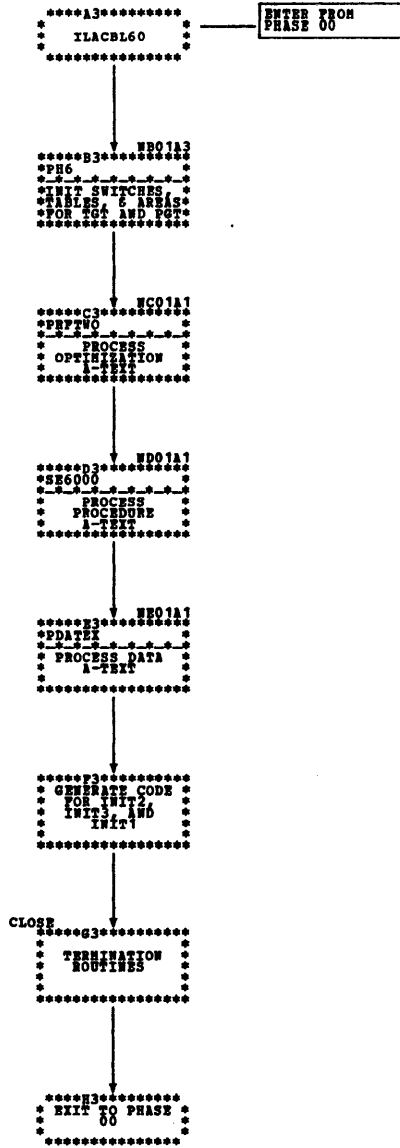 ****A3*********
ILACBL60
ENTER FROM
PHASE 00
NB01A3
*****B3**********
*PH6 *
*_*_*_*_*_*_*_*_*
INIT SWITCHES,
*TABLES, & AREAS*
*FOR TGT AND PGT*
*****************
NC01A1
*****C3**********
*PRFTWO *
*_*_*_*_*_*_*_*_*
* PROCESS *
* OPTIMIZATION *
* A-TEXT *
*****************
ND01A1
*****D3**********
*SE6000 *
*_*_*_*_*_*_*_*_*
* PROCESS *
* PROCEDURE *
* A-TEXT *
*****************
NE01A1
*****E3**********
*PDATEX *
*_*_*_*_*_*_*_*_*
* PROCESS DATA *
* A-TEXT *
*****************
*****F3**********
* GENERATE CODE *
* FOR INIT2, *
* INIT3, AND *
* INIT1 *
*****************
CLOSE
*****G3**********
* TERMINATION *
* ROUTINES *
*****************
****H3*********
* EXIT TO PHASE *
* 00 *
***************